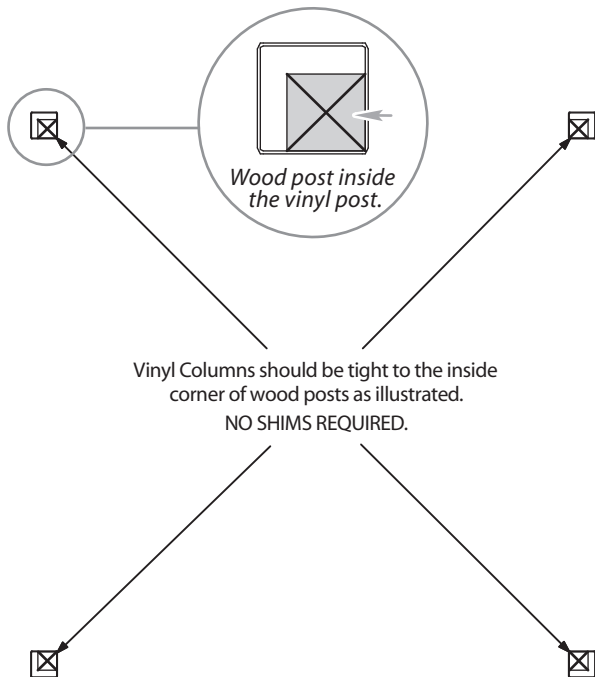 Wood post inside
the vinyl post.
Vinyl Columns should be tight to the inside
corner of wood posts as illustrated.
NO SHIMS REQUIRED.